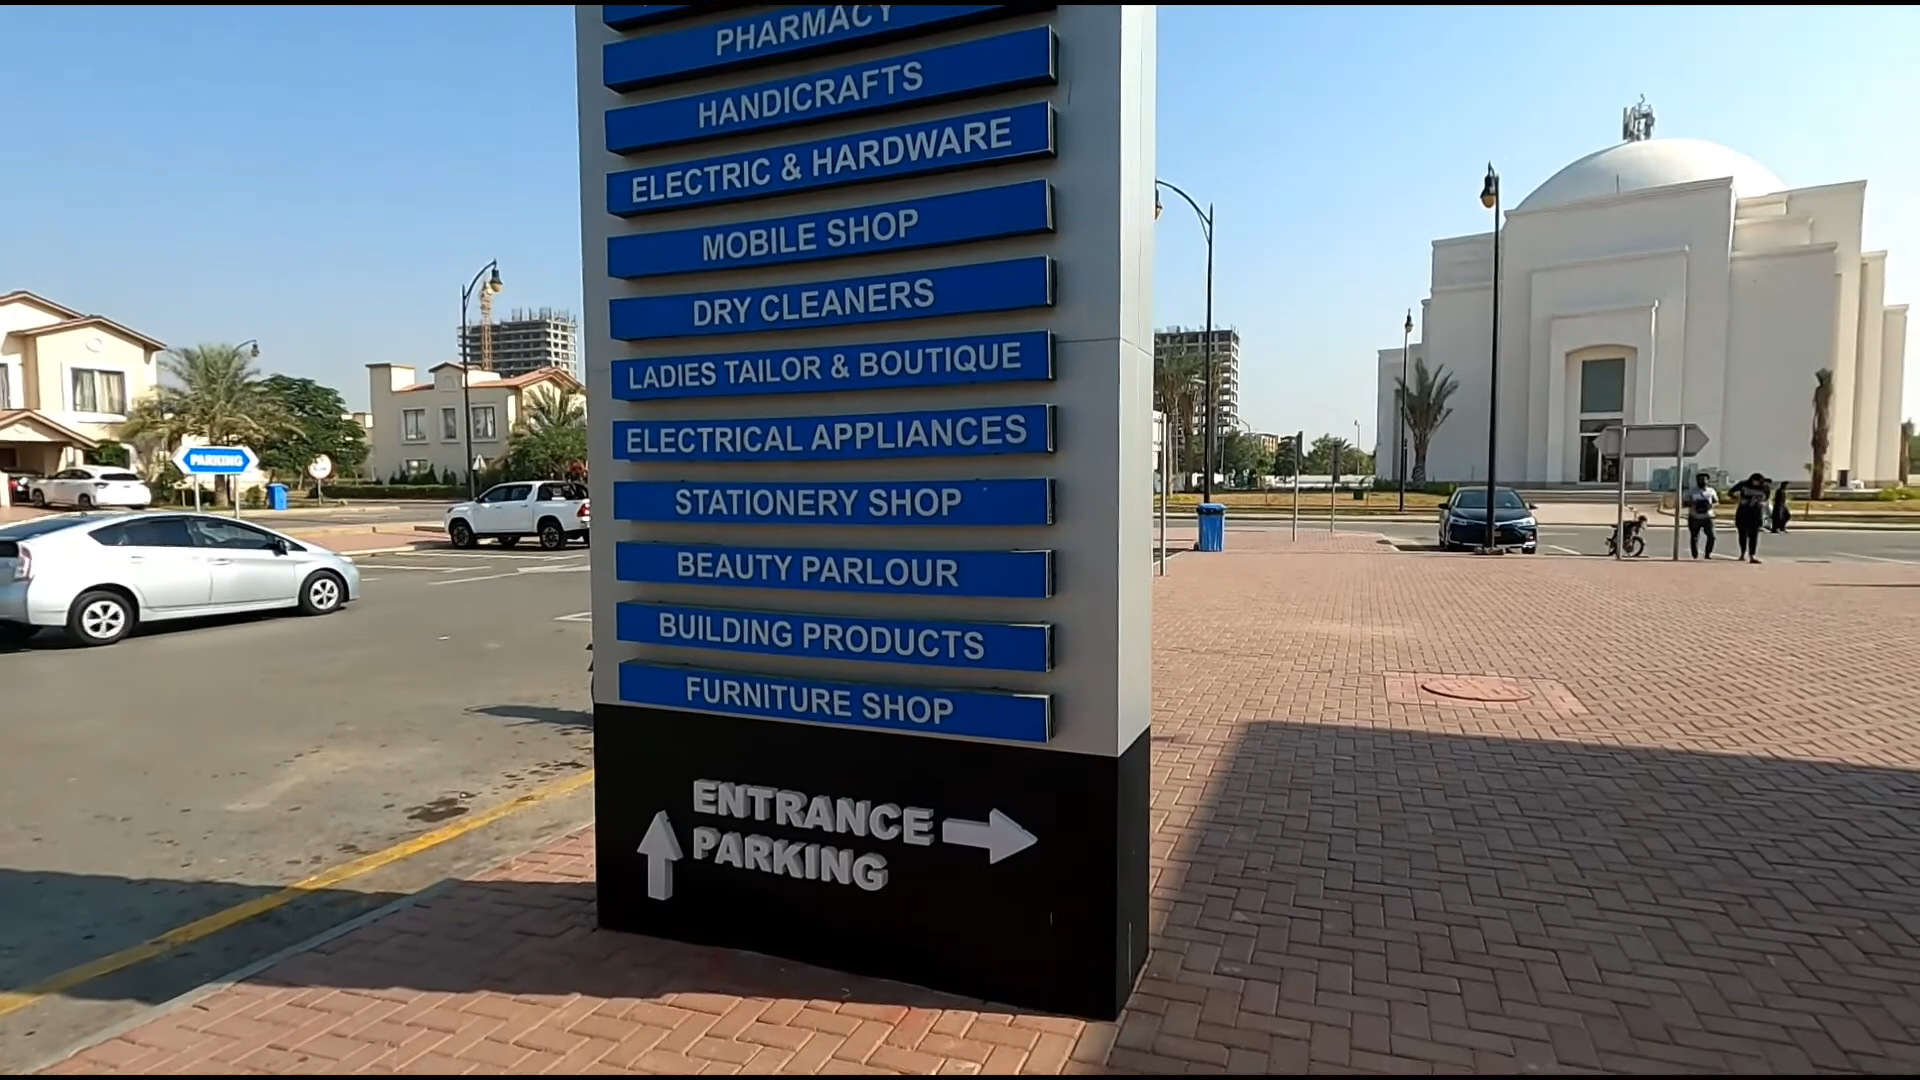 PHARMACY
HANDICRAFTS
ELECTRIC & HARDWARE
MOBILE SHOP
DRY CLEANERS
LADIES TAILOR & BOUTIQUE
ELECTRICAL APPLIANCES
STATIONERY SHOP
BEAUTY PARLOUR
BUILDING PRODUCTS
FURNITURE SHOP
ENTRANCE
PARKING
PARKING